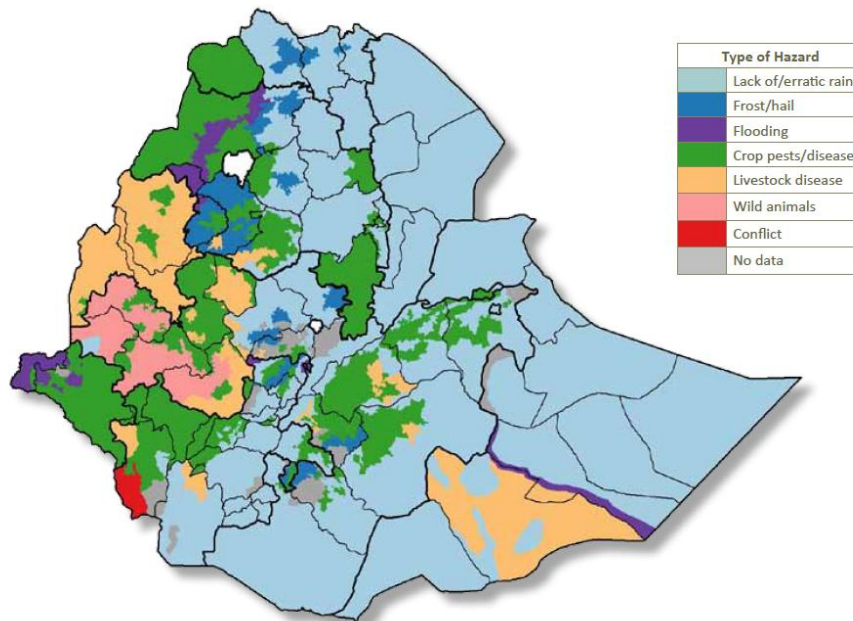 Type of Hazard
Lack of/erratic rain
Frost/hail
Flooding
Crop pests/disease
Livestock disease
Wild animals
Conflict
No data